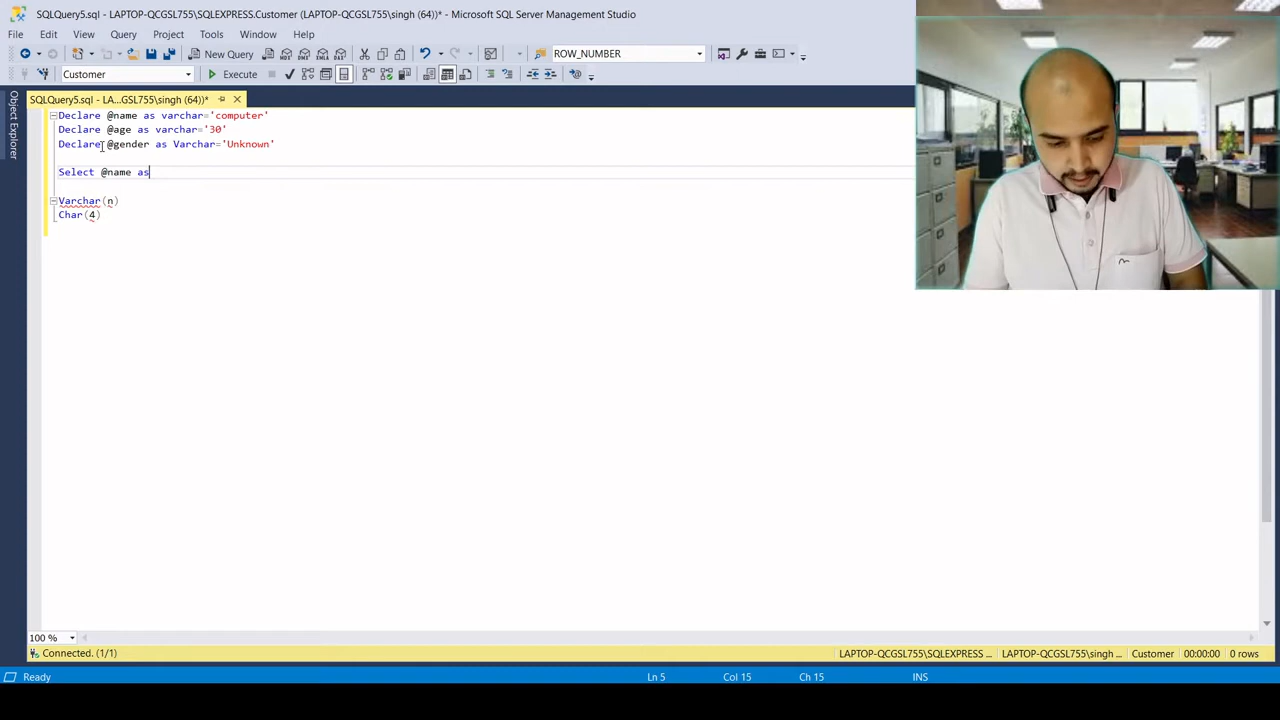 SQLQuery5.sql - LAPTOP-QCGSL755\SQLEXPRESS.Customer (LAPTOP-QCGSL755\singh (64))* - Microsoft SQL Server Management Studio
File Edit View Query Project Tools Window Help
New Query ROW_NUMBER
Customer Execute
SQLQuery5.sql - LA...GSL755\singh (64))*
Object Explorer
Declare @name as varchar='computer'
Declare @age as varchar='30'
Declare @gender as Varchar='Unknown'
Select @name as
Varchar(n)
Char(4)
100 %
Connected. (1/1) LAPTOP-QCGSL755\SQLEXPRESS ... LAPTOP-QCGSL755\singh ... Customer 00:00:00 0 rows
Ready Ln 5 Col 15 Ch 15 INS